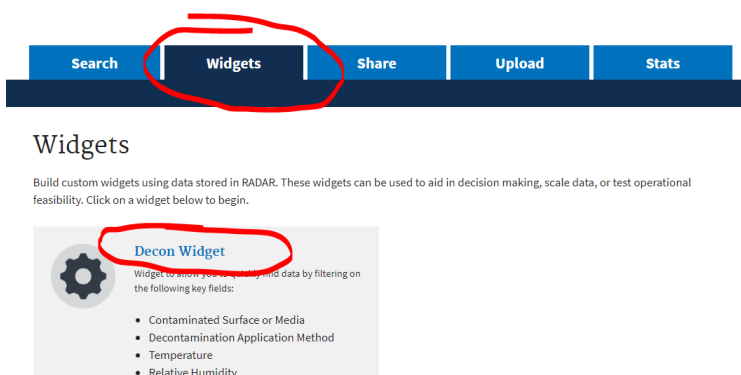 Search Widgets Share Upload Stats
Widgets
Build custom widgets using data stored in RADAR. These widgets can be used to aid in decision making, scale data, or test operational
feasibility. Click on a widget below to begin.
Decon Widget
Widget to allow you to quickly find data by filtering on
the following key fields:
• Contaminated Surface or Media
• Decontamination Application Method
• Temperature
• Relative Humidity